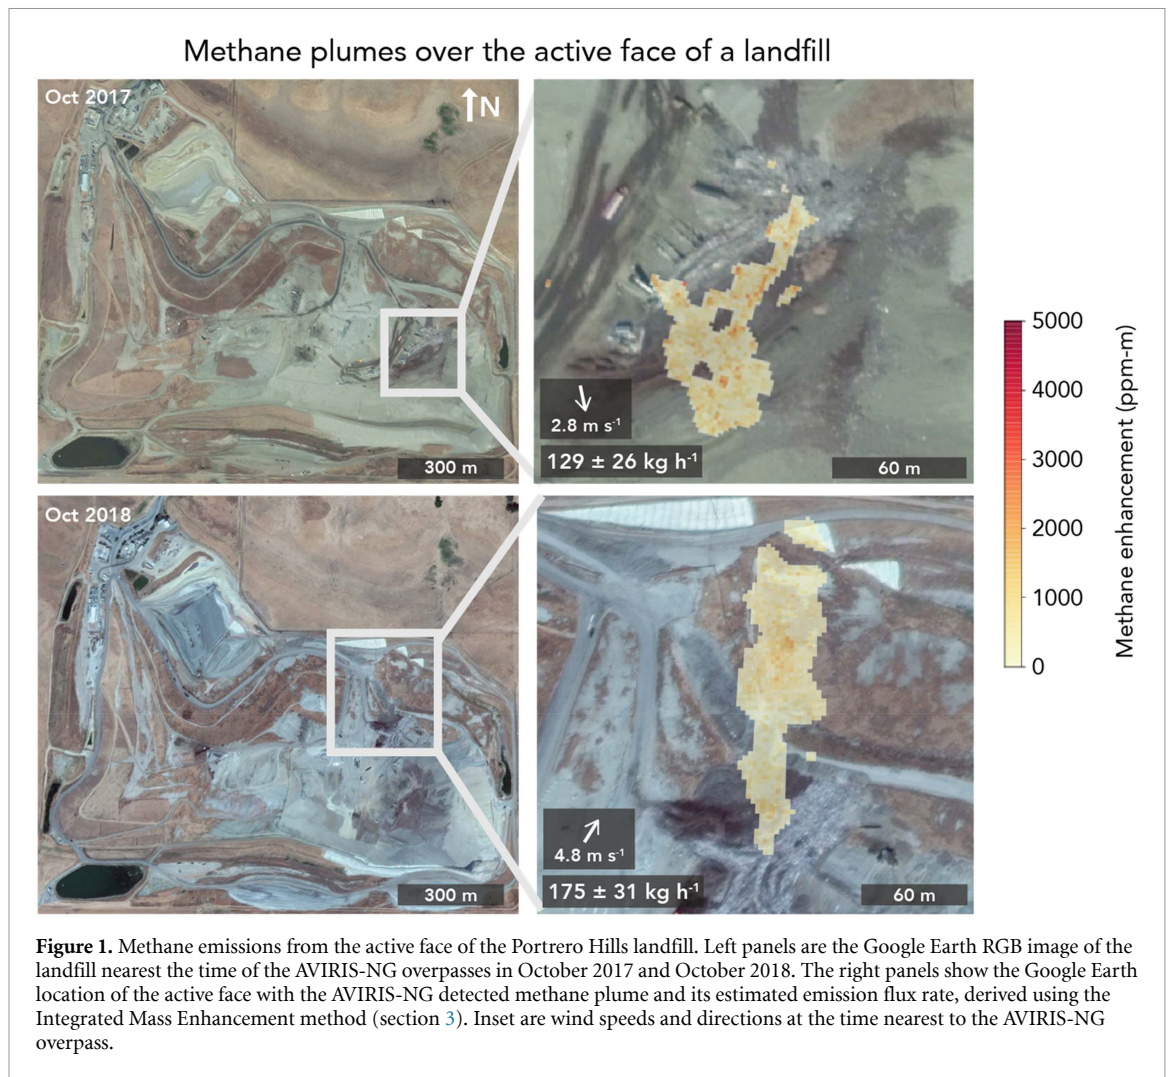 Methane plumes over the active face of a landfill
Oct 2017
N
300 m
2.8 m s-1
129 ± 26 kg h-1
60 m
Oct 2018
300 m
4.8 m s-1
175 ± 31 kg h-1
60 m
5000
4000
3000
2000
1000
0
Methane enhancement (ppm-m)
Figure 1. Methane emissions from the active face of the Portrero Hills landfill. Left panels are the Google Earth RGB image of the
landfill nearest the time of the AVIRIS-NG overpasses in October 2017 and October 2018. The right panels show the Google Earth
location of the active face with the AVIRIS-NG detected methane plume and its estimated emission flux rate, derived using the
Integrated Mass Enhancement method (section 3). Inset are wind speeds and directions at the time nearest to the AVIRIS-NG
overpass.